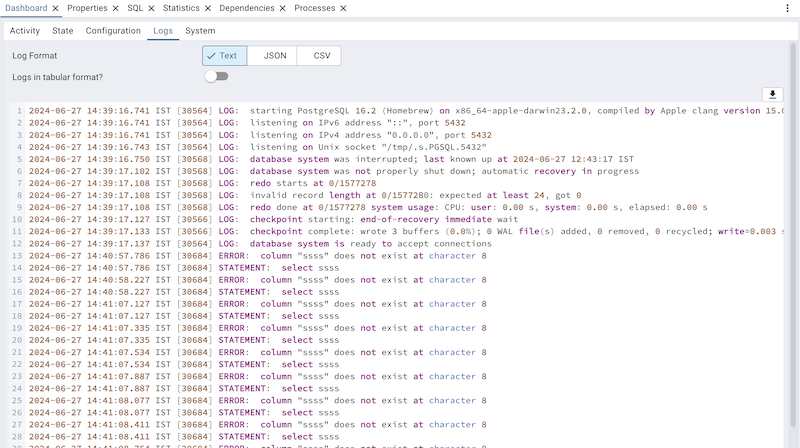 Dashboard Properties SQL Statistics Dependencies Processes
Activity State Configuration Logs System
Log Format Text JSON CSV
Logs in tabular format?
1 2024-06-27 14:39:16.741 IST [30564] LOG: starting PostgreSQL 16.2 (Homebrew) on x86_64-apple-darwin23.2.0, compiled by Apple clang version 15.0
2 2024-06-27 14:39:16.741 IST [30564] LOG: listening on IPv6 address "::", port 5432
3 2024-06-27 14:39:16.741 IST [30564] LOG: listening on IPv4 address "0.0.0.0", port 5432
4 2024-06-27 14:39:16.743 IST [30564] LOG: listening on Unix socket "/tmp/.s.PGSQL.5432"
5 2024-06-27 14:39:16.750 IST [30568] LOG: database system was interrupted; last known up at 2024-06-27 12:43:17 IST
6 2024-06-27 14:39:17.102 IST [30568] LOG: database system was not properly shut down; automatic recovery in progress
7 2024-06-27 14:39:17.108 IST [30568] LOG: redo starts at 0/1577278
8 2024-06-27 14:39:17.108 IST [30568] LOG: invalid record length at 0/15772B0: expected at least 24, got 0
9 2024-06-27 14:39:17.108 IST [30568] LOG: redo done at 0/1577278 system usage: CPU: user: 0.00 s, system: 0.00 s, elapsed: 0.00 s
10 2024-06-27 14:39:17.127 IST [30566] LOG: checkpoint starting: end-of-recovery immediate wait
11 2024-06-27 14:39:17.133 IST [30566] LOG: checkpoint complete: wrote 3 buffers (0.0%); 0 WAL file(s) added, 0 removed, 0 recycled; write=0.003 s
12 2024-06-27 14:39:17.137 IST [30564] LOG: database system is ready to accept connections
13 2024-06-27 14:40:57.786 IST [30684] ERROR: column "ssss" does not exist at character 8
14 2024-06-27 14:40:57.786 IST [30684] STATEMENT: select ssss
15 2024-06-27 14:40:58.227 IST [30684] ERROR: column "ssss" does not exist at character 8
16 2024-06-27 14:40:58.227 IST [30684] STATEMENT: select ssss
17 2024-06-27 14:41:07.127 IST [30684] ERROR: column "ssss" does not exist at character 8
18 2024-06-27 14:41:07.127 IST [30684] STATEMENT: select ssss
19 2024-06-27 14:41:07.335 IST [30684] ERROR: column "ssss" does not exist at character 8
20 2024-06-27 14:41:07.335 IST [30684] STATEMENT: select ssss
21 2024-06-27 14:41:07.534 IST [30684] ERROR: column "ssss" does not exist at character 8
22 2024-06-27 14:41:07.534 IST [30684] STATEMENT: select ssss
23 2024-06-27 14:41:07.887 IST [30684] ERROR: column "ssss" does not exist at character 8
24 2024-06-27 14:41:07.887 IST [30684] STATEMENT: select ssss
25 2024-06-27 14:41:08.077 IST [30684] ERROR: column "ssss" does not exist at character 8
26 2024-06-27 14:41:08.077 IST [30684] STATEMENT: select ssss
27 2024-06-27 14:41:08.411 IST [30684] ERROR: column "ssss" does not exist at character 8
28 2024-06-27 14:41:08.411 IST [30684] STATEMENT: select ssss